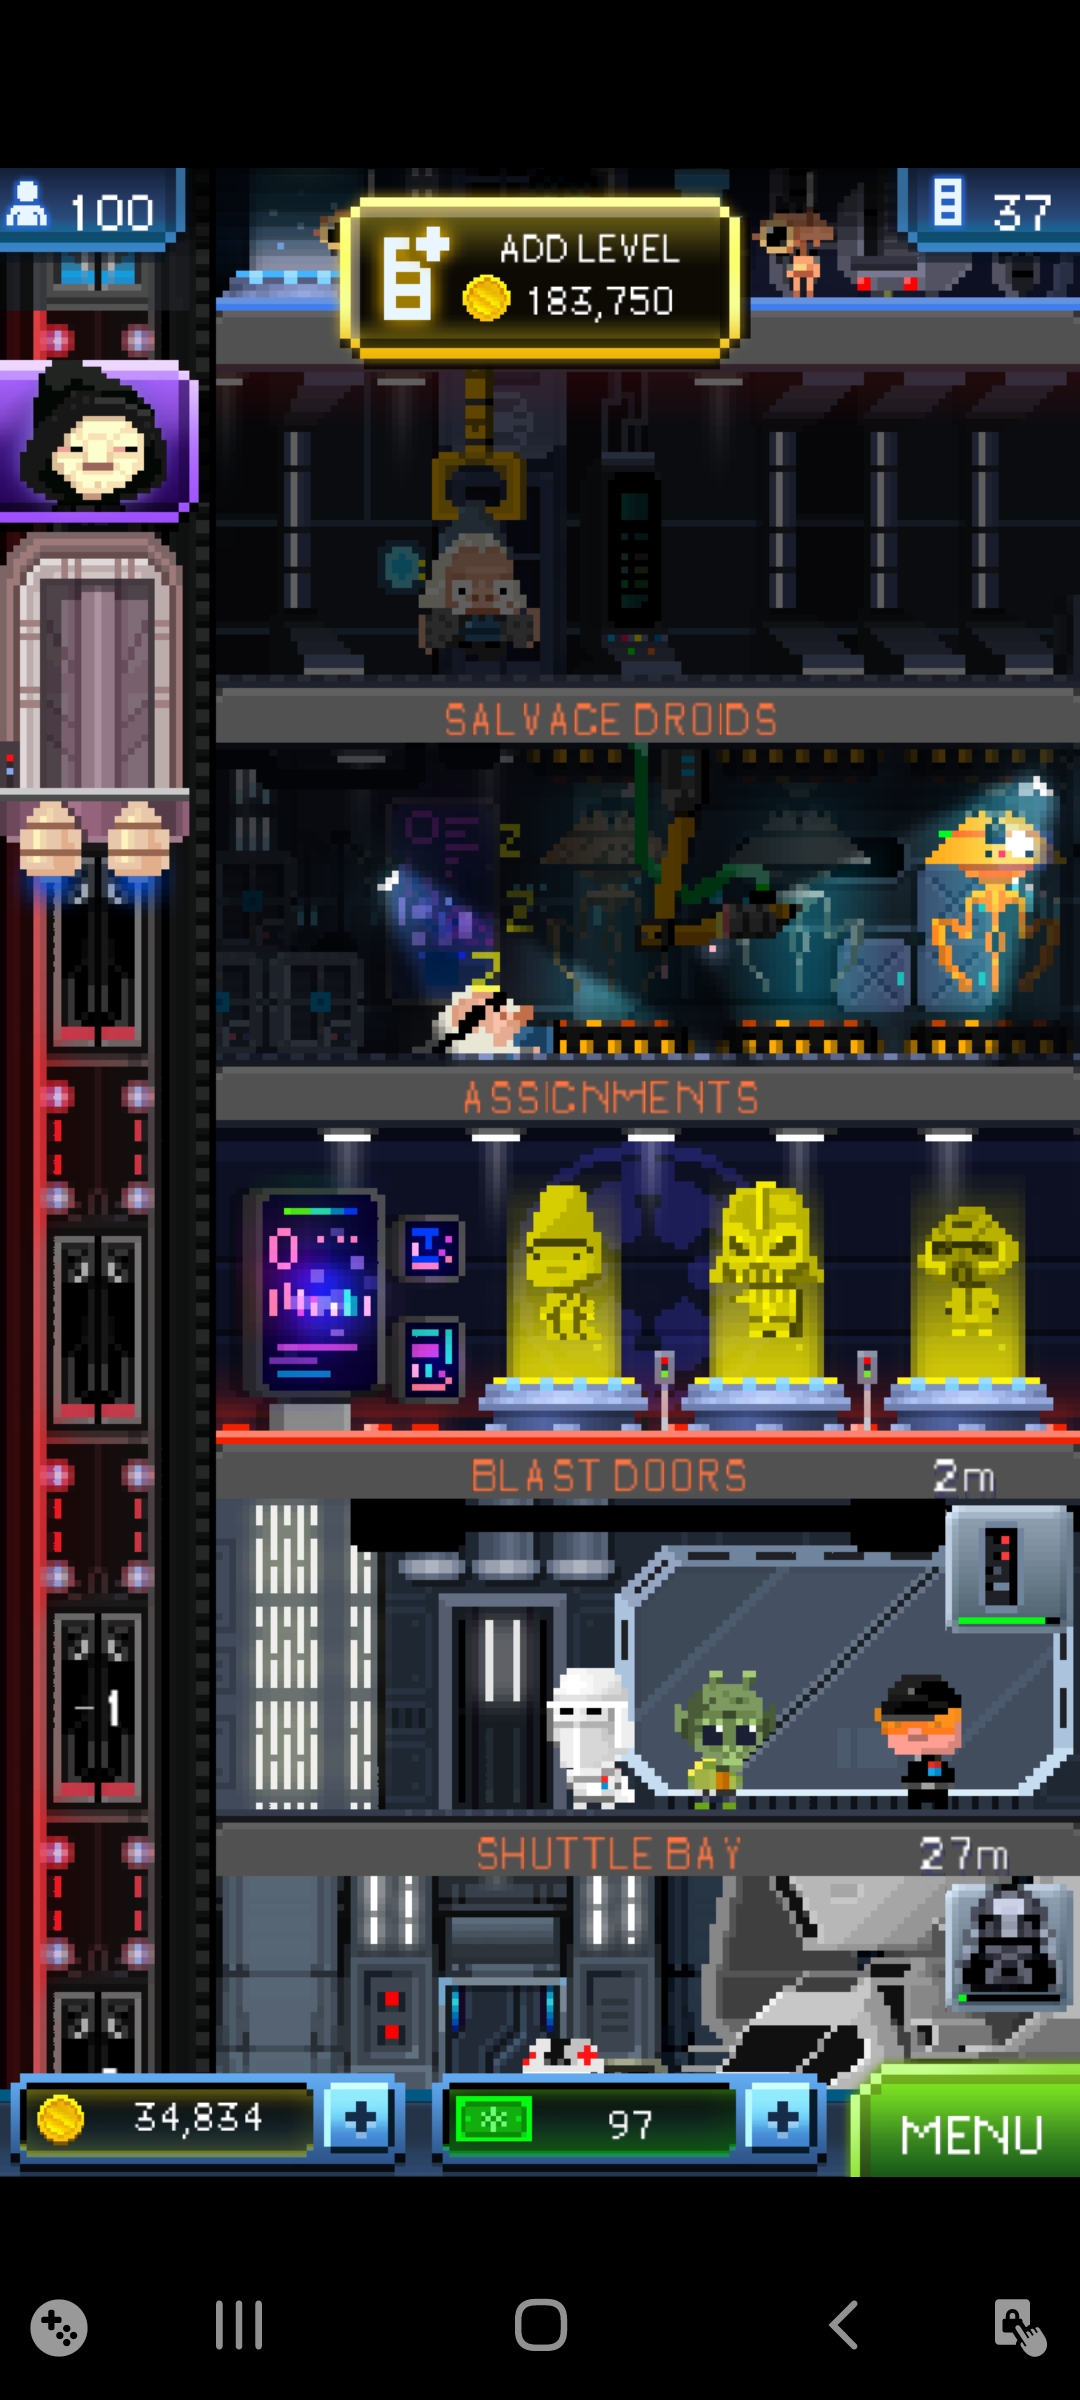 100
ADD LEVEL
183,750
37
SALVAGE DROIDS
Z
Z
Z
ASSIGNMENTS
BLAST DOORS 2m
-1
SHUTTLE BAY 27m
34,834
97
MENU